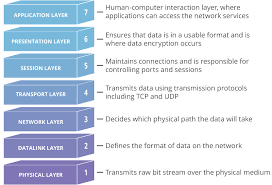 APPLICATION LAYER 7 Human-computer interaction layer, where
applications can access the network services
PRESENTATION LAYER 6 Ensures that data is in a usable format and is
where data encryption occurs
SESSION LAYER 5 Maintains connections and is responsible for
controlling ports and sessions
TRANSPORT LAYER 4 Transmits data using transmission protocols
including TCP and UDP
NETWORK LAYER 3 Decides which physical path the data will take
DATALINK LAYER 2 Defines the format of data on the network
PHYSICAL LAYER 1 Transmits raw bit stream over the physical medium